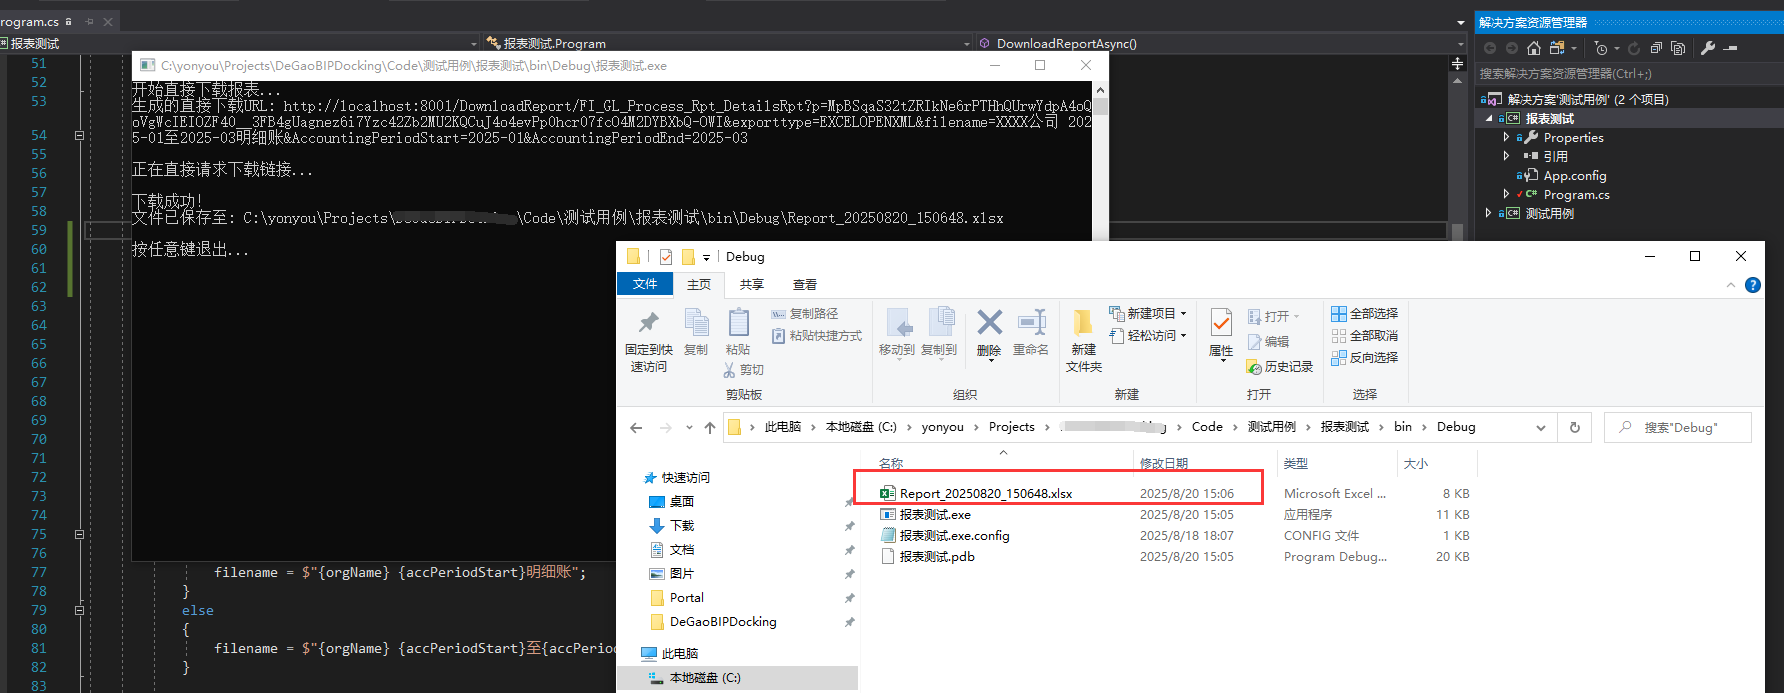 rogram.cs
报表测试
报表测试.Program
DownloadReportAsync()
51
52
53
54
55
56
57
58
59
60
61
62
63
64
65
66
67
68
69
70
71
72
73
74
75
76
77
78
79
80
81
82
83
C:\yonyou\Projects\DeGaoBIPDocking\Code\测试用例\报表测试\bin\Debug\报表测试.exe
开始直接下载报表...
生成的直接下载URL: http://localhost:8001/DownloadReport/FI_GL_Process_Rpt_DetailsRpt?p=MpBSqaS32tZRIkNe6rPTHhQUrwYdpA4oQ
oVgWcIEIOZF40__3FB4gUagnez6i7Yzc42Zb2MU2KQCuJ4o4evPp0hcr07fcO4M2DYBXbQ-OWI&exporttype=EXCELOPENXML&filename=XXXX公司 202
5-01至2025-03明细账&AccountingPeriodStart=2025-01&AccountingPeriodEnd=2025-03
正在直接请求下载链接...
下载成功!
文件已保存至: C:\yonyou\Projects\
\Code\测试用例\报表测试\bin\Debug\Report_20250820_150648.xlsx
按任意键退出...
filename = $"{orgName} {accPeriodStart}明细账";
}
else
{
filename = $"{orgName} {accPeriodStart}至{accPerio
}
解决方案资源管理器
搜索解决方案资源管理器(Ctrl+;)
解决方案'测试用例' (2 个项目)
报表测试
Properties
引用
App.config
Program.cs
测试用例
Debug
文件
主页
共享
查看
固定到快
速访问
复制
粘贴
复制路径
粘贴快捷方式
剪切
剪贴板
移动到
复制到
删除
重命名
组织
新建
文件夹
新建项目
轻松访问
新建
属性
打开
编辑
历史记录
打开
全部选择
全部取消
反向选择
选择
此电脑 › 本地磁盘 (C:) › yonyou › Projects ›
› Code › 测试用例 › 报表测试 › bin › Debug
搜索"Debug"
快速访问
桌面
下载
文档
图片
Portal
DeGaoBIPDocking
此电脑
本地磁盘 (C:)
名称 修改日期 类型 大小
Report_20250820_150648.xlsx 2025/8/20 15:06 Microsoft Excel ... 8 KB
报表测试.exe 2025/8/20 15:05 应用程序 11 KB
报表测试.exe.config 2025/8/18 18:07 CONFIG 文件 1 KB
报表测试.pdb 2025/8/20 15:05 Program Debug... 20 KB